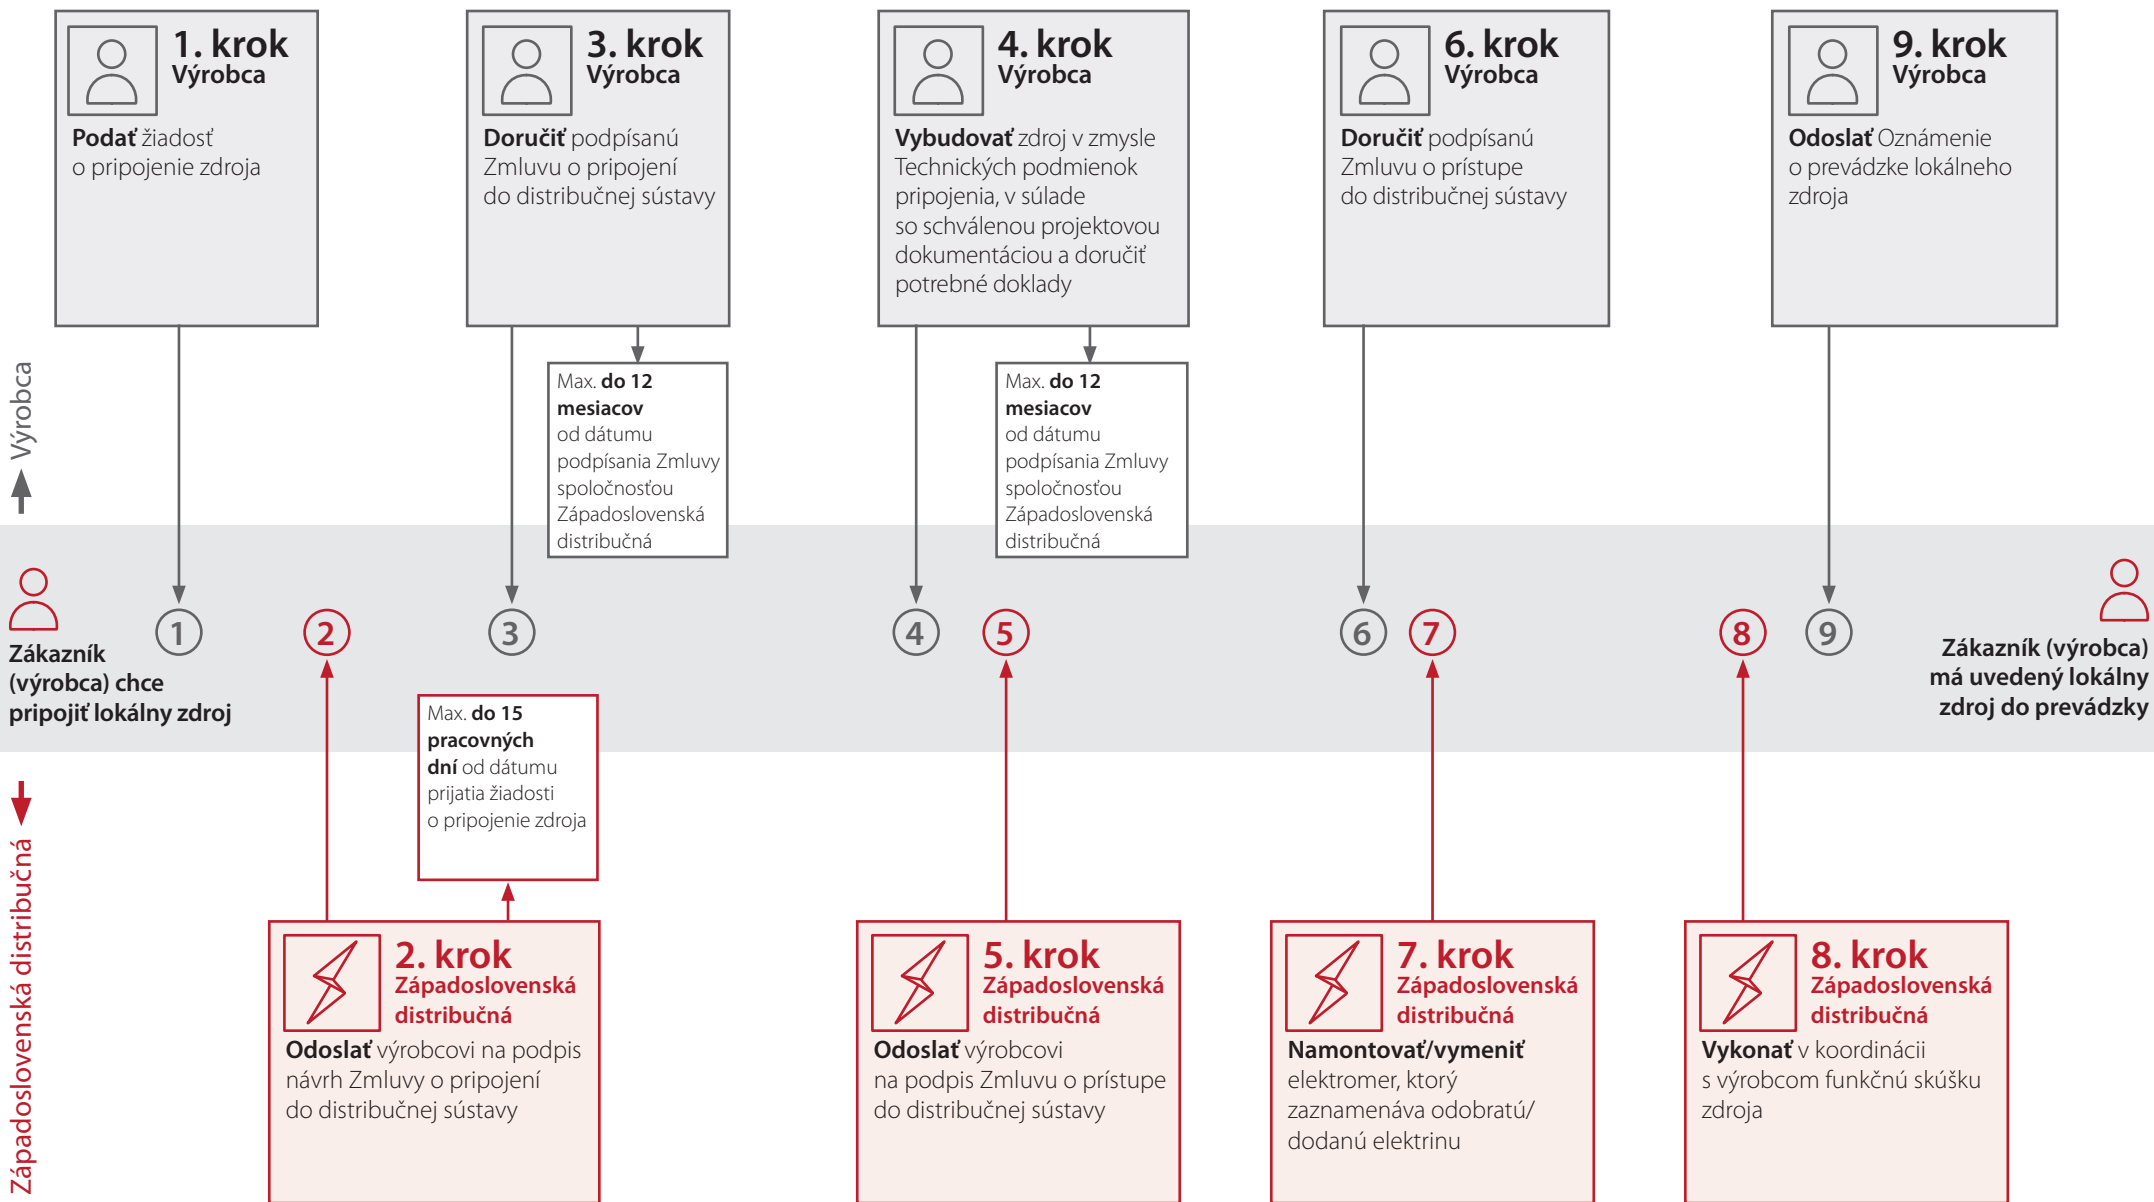 1. krok
Výrobca
Podať žiadosť
o pripojenie zdroja
3. krok
Výrobca
Doručiť podpísanú
Zmluvu o pripojení
do distribučnej sústavy
4. krok
Výrobca
Vybudovať zdroj v zmysle
Technických podmienok
pripojenia, v súlade
so schválenou projektovou
dokumentáciou a doručiť
potrebné doklady
6. krok
Výrobca
Doručiť podpísanú
Zmluvu o prístupe
do distribučnej sústavy
9. krok
Výrobca
Odoslať Oznámenie
o prevádzke lokálneho
zdroja
Výrobca
Max. do 12
mesiacov
od dátumu
podpísania Zmluvy
spoločnosťou
Západoslovenská
distribučná
Max. do 12
mesiacov
od dátumu
podpísania Zmluvy
spoločnosťou
Západoslovenská
distribučná
Zákazník
(výrobca) chce
pripojiť lokálny zdroj
1
2
3
4
5
6
7
8
9
Zákazník (výrobca)
má uvedený lokálny
zdroj do prevádzky
Max. do 15
pracovných
dní od dátumu
prijatia žiadosti
o pripojenie zdroja
Západoslovenská distribučná
2. krok
Západoslovenská
distribučná
Odoslať výrobcovi na podpis
návrh Zmluvy o pripojení
do distribučnej sústavy
5. krok
Západoslovenská
distribučná
Odoslať výrobcovi
na podpis Zmluvu o prístupe
do distribučnej sústavy
7. krok
Západoslovenská
distribučná
Namontovať/vymeniť
elektromer, ktorý
zaznamenáva odobratú/
dodanú elektrinu
8. krok
Západoslovenská
distribučná
Vykonať v koordinácii
s výrobcom funkčnú skúšku
zdroja